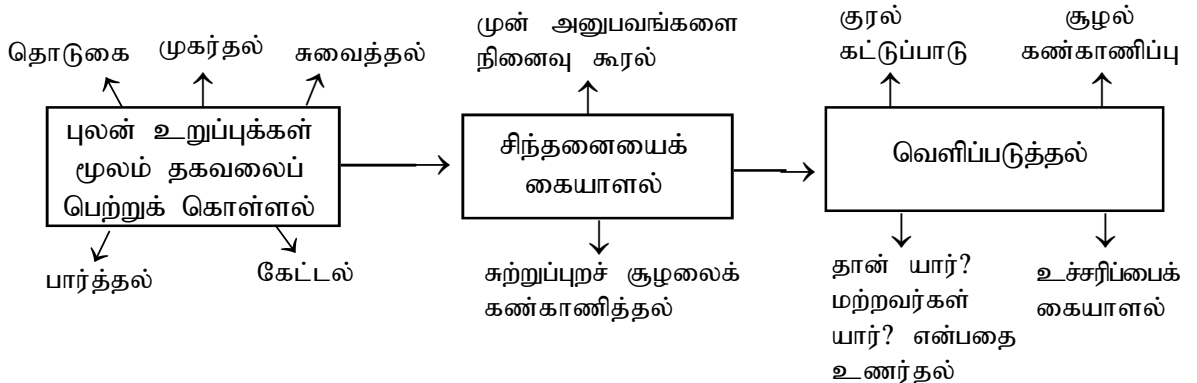 தொடுகை
முகர்தல்
சுவைத்தல்
புலன் உறுப்புக்கள்
மூலம் தகவலைப்
பெற்றுக் கொள்ளல்
பார்த்தல்
கேட்டல்
முன் அனுபவங்களை
நினைவு கூரல்
சிந்தனையைக்
கையாளல்
சுற்றுப்புறச் சூழலைக்
கண்காணித்தல்
குரல்
கட்டுப்பாடு
சூழல்
கண்காணிப்பு
வெளிப்படுத்தல்
தான் யார்?
மற்றவர்கள்
யார்? என்பதை
உணர்தல்
உச்சரிப்பைக்
கையாளல்